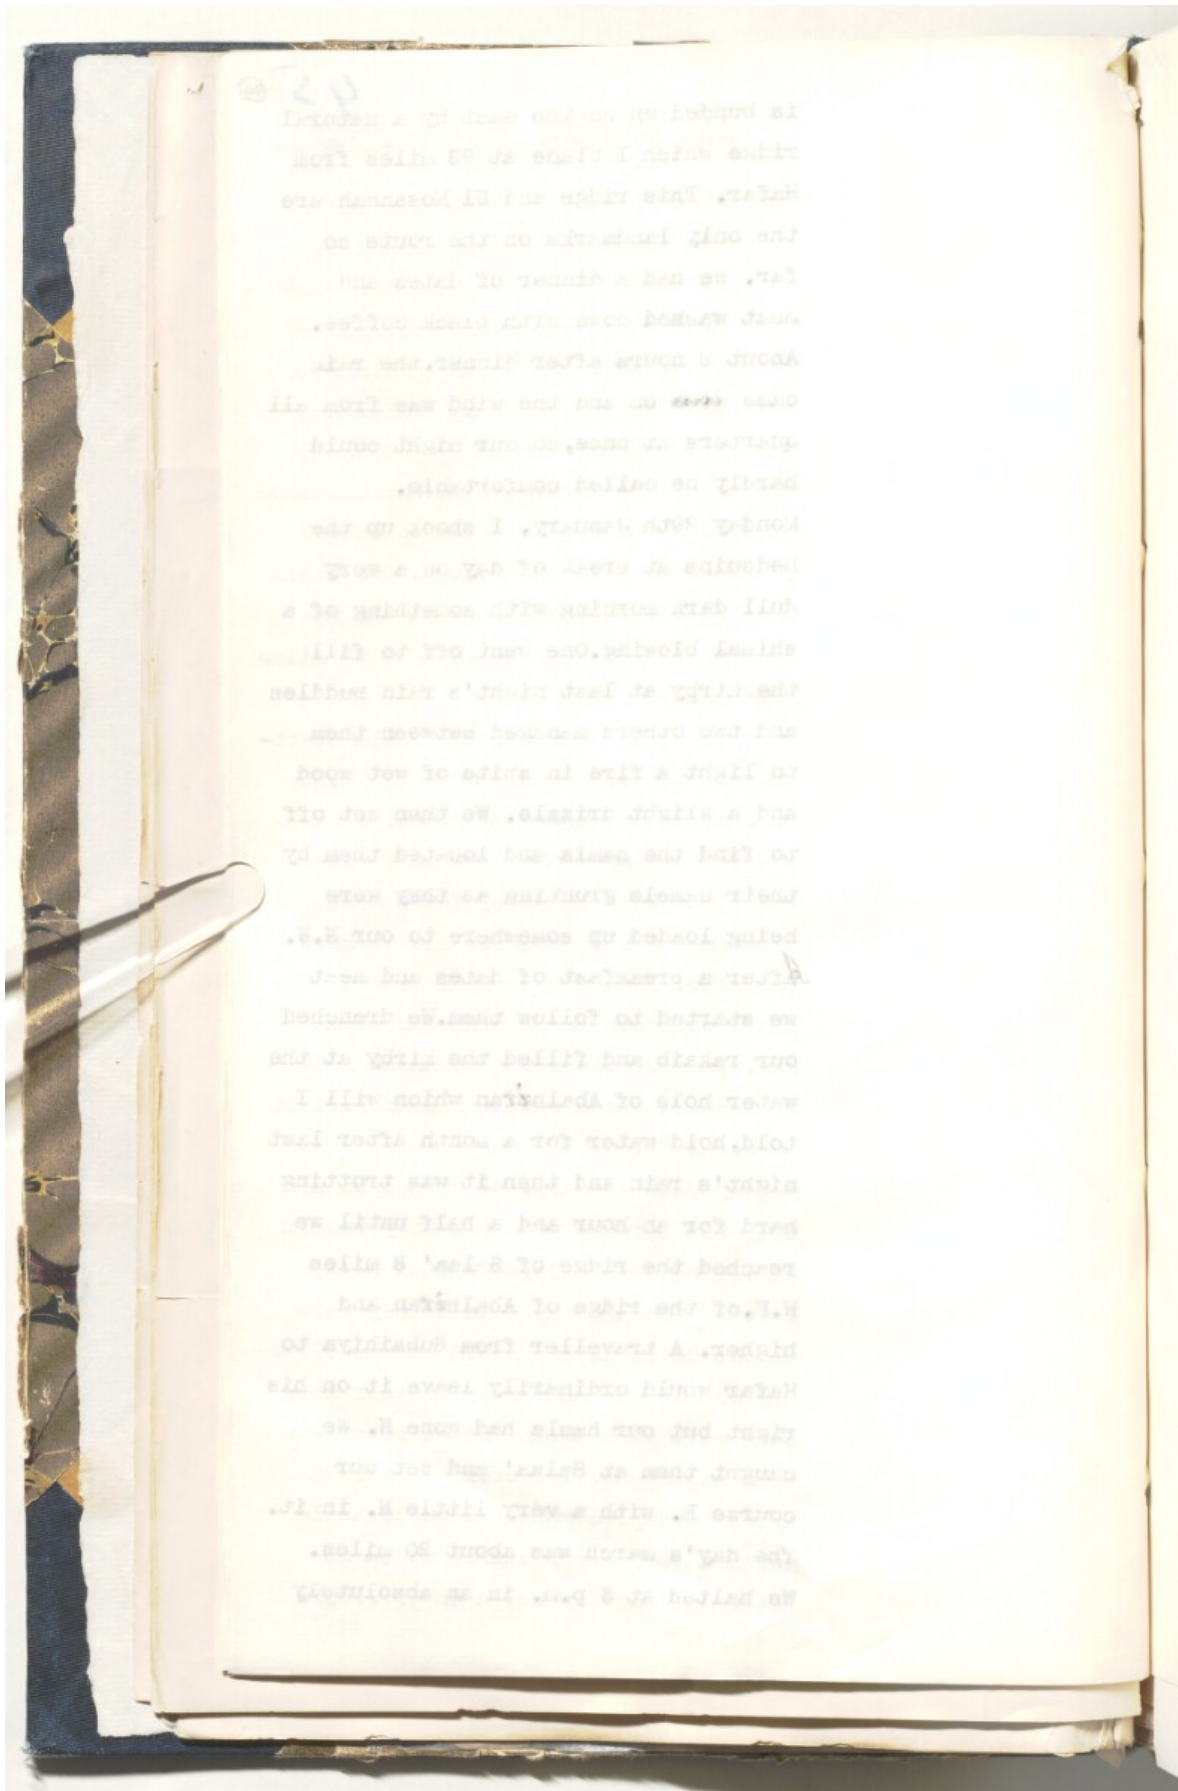 45
is bunded up on the east by a natural
ridge which I place at 28 miles from
Hafar. This ridge and Ul Mosannah are
the only landmarks on the route so
far. We had a dinner of dates and
meat washed down with black coffee.
About 2 hours after dinner,the rain
came on and the wind was from all
quarters at once,so our night could
hardly be called comfortable.
Monday 29th January. I shook up the
bedouins at break of day on a very
dull dark morning with something of a
shimal blowing.One went off to fill
the kirby at last night's rain puddles
and two others managed between them
to light a fire in spite of wet wood
and a slight drizzle. We then set off
to find the hamla and located them by
their camels grunting as they were
being loaded up somewhere to our N.W.
After a breakfast of dates and meat
we started to follow them.We drenched
our rakaib and filled the kirby at the
water hole of which will I
told,hold water for a month after last
night's rain and then it was trotting
hard for an hour and a half until we
reached the ridge of 8 miles
of the ridge of and
higher. A traveller from Subaihiya to
Hafar would ordinarily leave it on his
right but our hamla had gone N. We
caught them at and set our
course E. with a very little N. in it.
The day's march was about 20 miles.
We halted at 3 p.m. in an absolutely